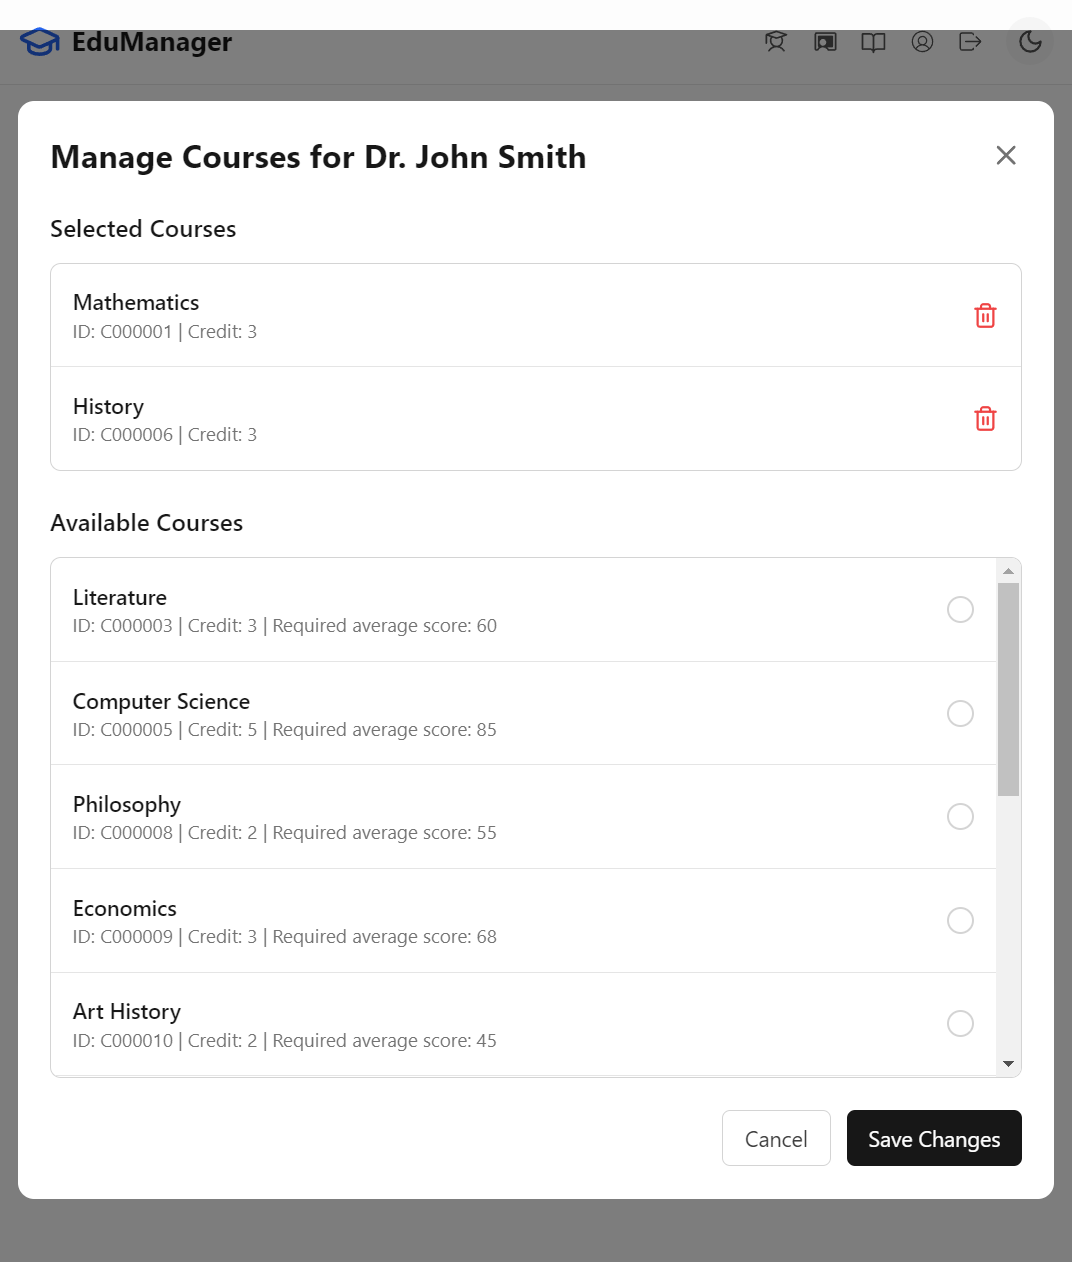 EduManager
Manage Courses for Dr. John Smith
Selected Courses
Mathematics
ID: C000001 | Credit: 3
History
ID: C000006 | Credit: 3
Available Courses
Literature
ID: C000003 | Credit: 3 | Required average score: 60
Computer Science
ID: C000005 | Credit: 5 | Required average score: 85
Philosophy
ID: C000008 | Credit: 2 | Required average score: 55
Economics
ID: C000009 | Credit: 3 | Required average score: 68
Art History
ID: C000010 | Credit: 2 | Required average score: 45
Cancel
Save Changes